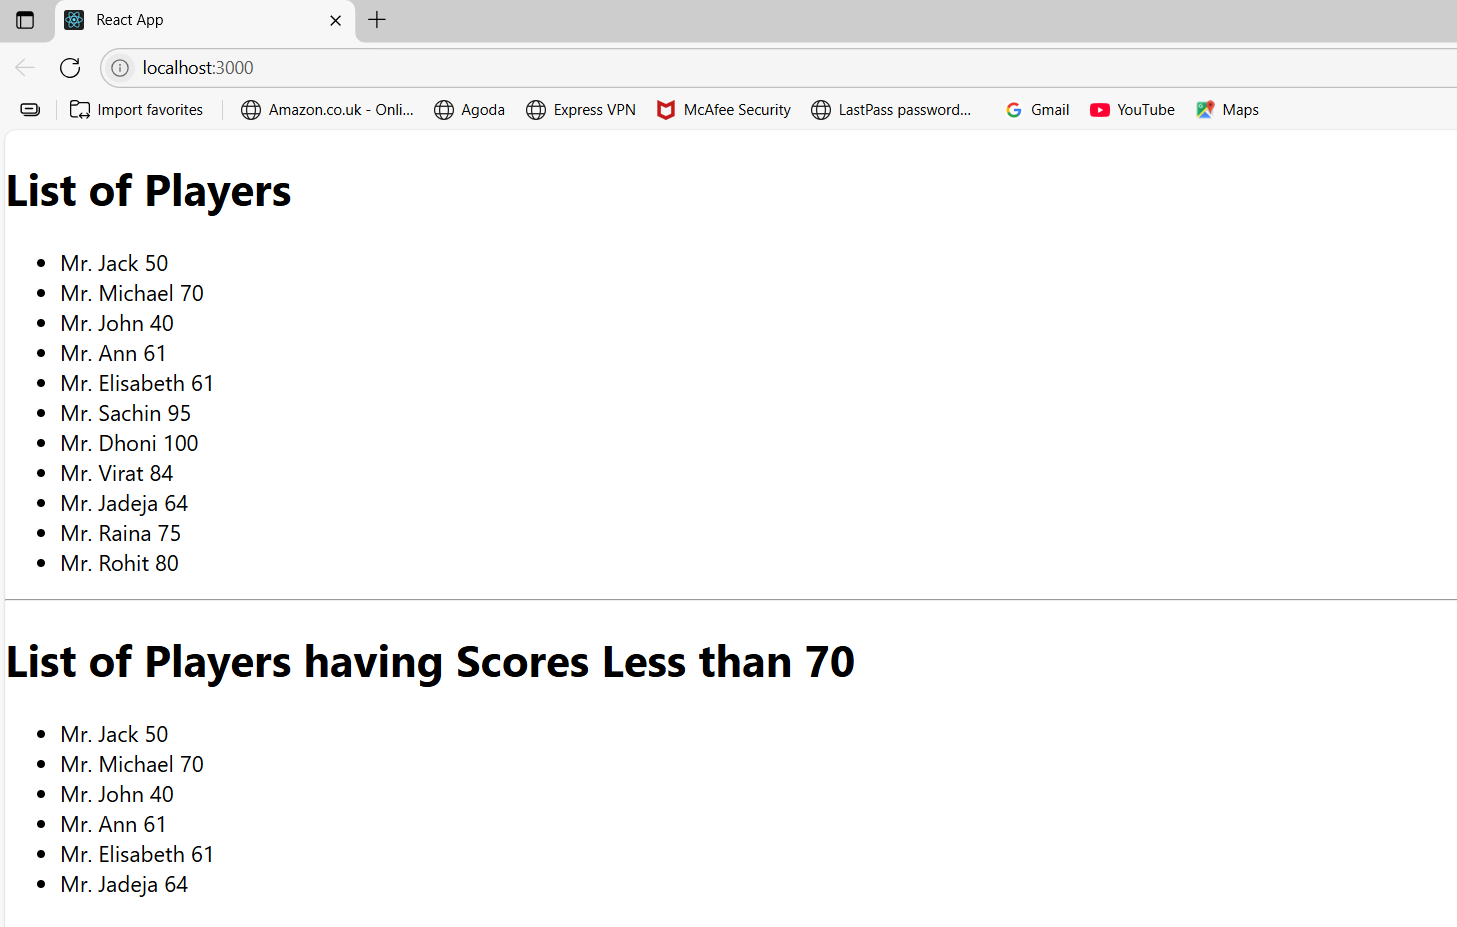 React App
localhost:3000
Import favorites Amazon.co.uk - Onli... Agoda Express VPN McAfee Security LastPass password... Gmail YouTube Maps
List of Players
Mr. Jack 50
Mr. Michael 70
Mr. John 40
Mr. Ann 61
Mr. Elisabeth 61
Mr. Sachin 95
Mr. Dhoni 100
Mr. Virat 84
Mr. Jadeja 64
Mr. Raina 75
Mr. Rohit 80
List of Players having Scores Less than 70
Mr. Jack 50
Mr. Michael 70
Mr. John 40
Mr. Ann 61
Mr. Elisabeth 61
Mr. Jadeja 64